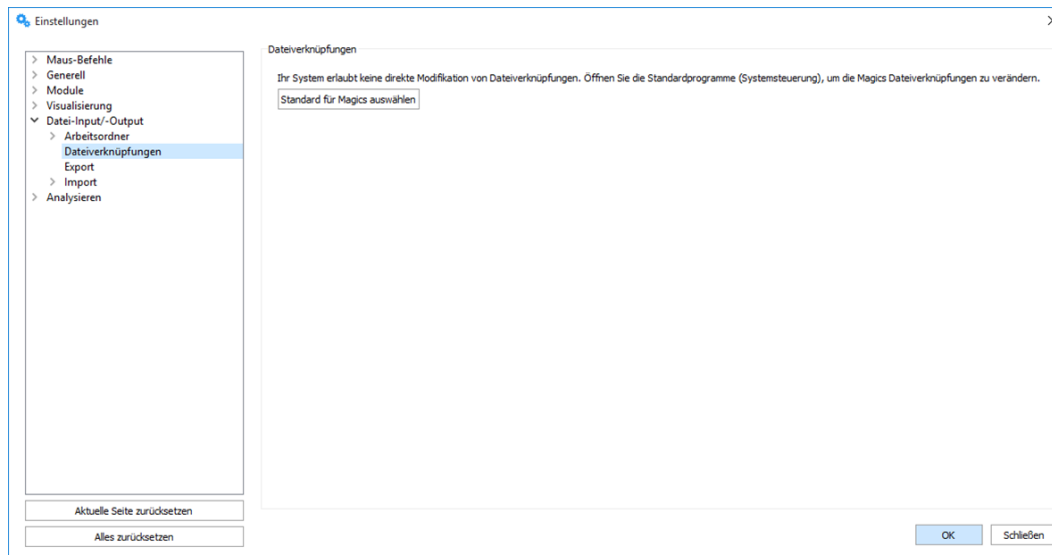 Einstellungen
Maus-Befehle
Generell
Module
Visualisierung
Datei-Input/-Output
Arbeitsordner
Dateiverknüpfungen
Export
Import
Analysieren
Aktuelle Seite zurücksetzen
Alles zurücksetzen
Dateiverknüpfungen
Ihr System erlaubt keine direkte Modifikation von Dateiverknüpfungen. Öffnen Sie die Standardprogramme (Systemsteuerung), um die Magics Dateiverknüpfungen zu verändern.
Standard für Magics auswählen
OK
Schließen